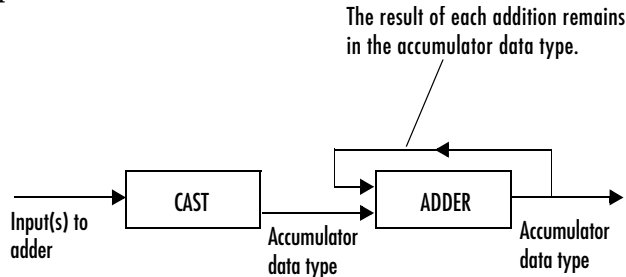 The result of each addition remains
in the accumulator data type.
CAST
ADDER
Input(s) to
adder
Accumulator
data type
Accumulator
data type